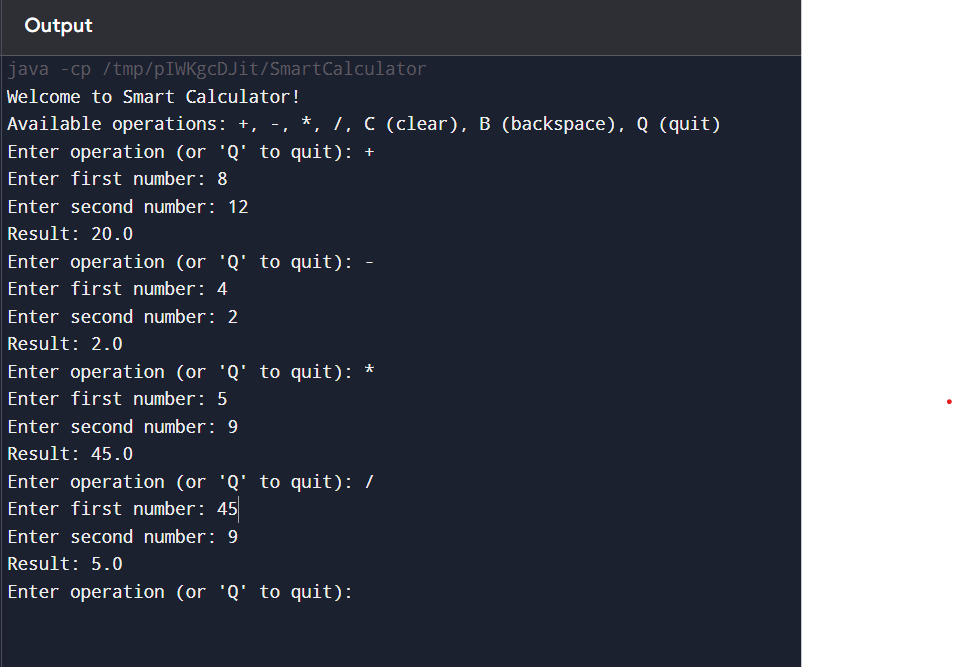 Output
java -cp /tmp/pIWKgcDJit/SmartCalculator
Welcome to Smart Calculator!
Available operations: +, -, *, /, C (clear), B (backspace), Q (quit)
Enter operation (or 'Q' to quit): +
Enter first number: 8
Enter second number: 12
Result: 20.0
Enter operation (or 'Q' to quit): -
Enter first number: 4
Enter second number: 2
Result: 2.0
Enter operation (or 'Q' to quit): *
Enter first number: 5
Enter second number: 9
Result: 45.0
Enter operation (or 'Q' to quit): /
Enter first number: 45
Enter second number: 9
Result: 5.0
Enter operation (or 'Q' to quit):